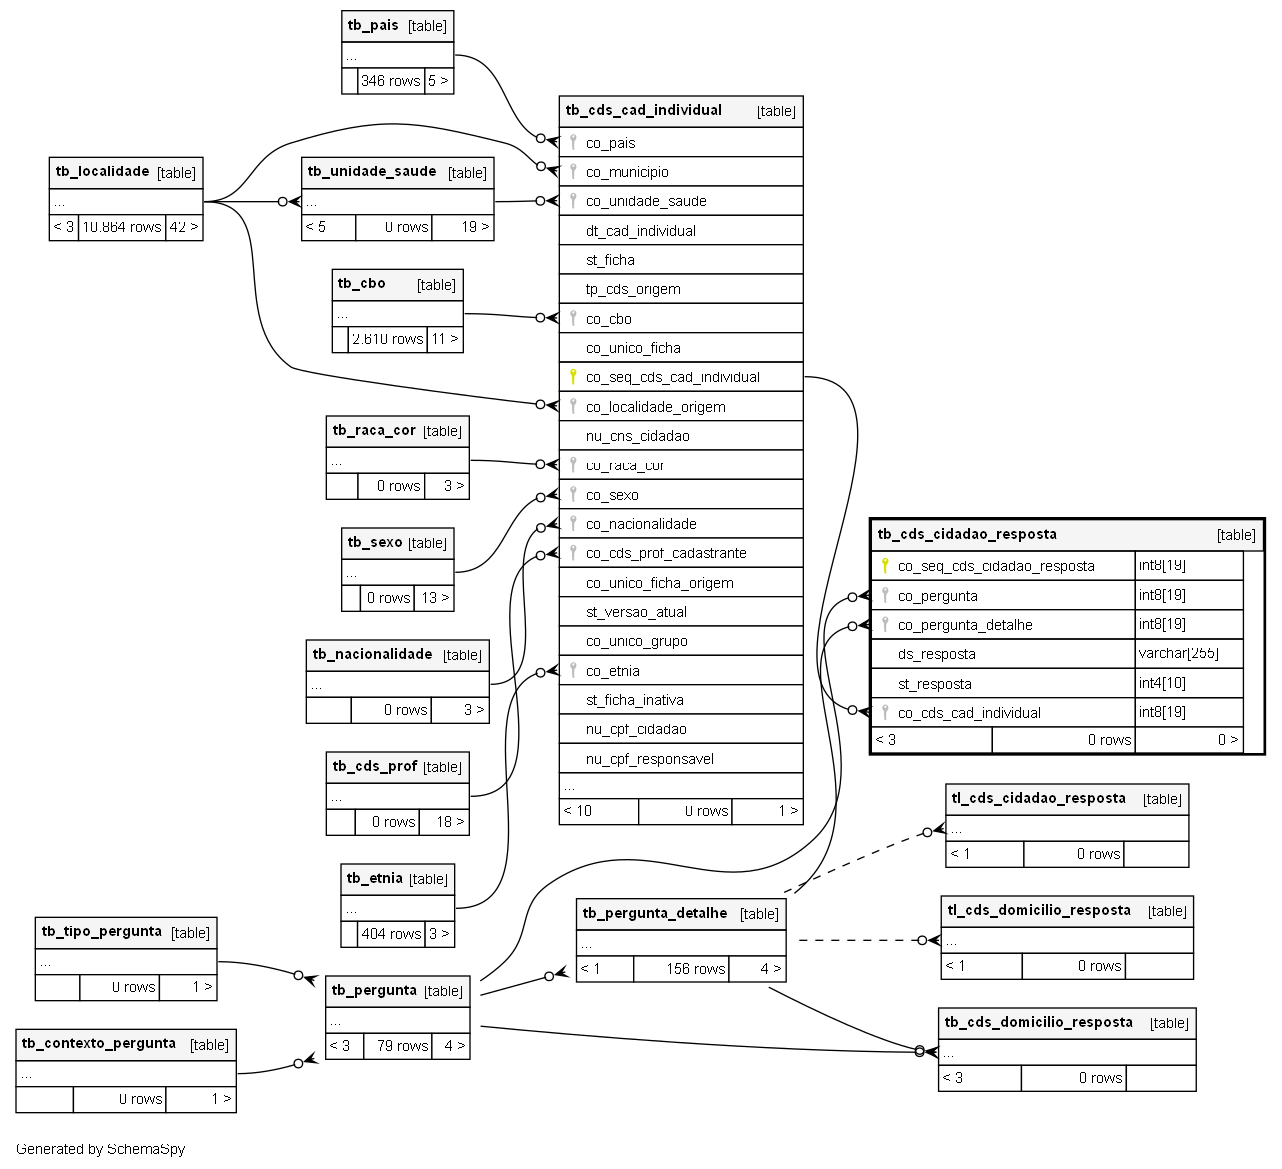 tb_pais [table]
...
346 rows 5 >
tb_cds_cad_individual [table]
co_pais
co_municipio
co_unidade_saude
dt_cad_individual
st_ficha
tp_cds_origem
co_cbo
co_unico_ficha
co_seq_cds_cad_individual
co_localidade_origem
nu_cns_cidadao
co_raca_cor
co_sexo
co_nacionalidade
co_cds_prof_cadastrante
co_unico_ficha_origem
st_versao_atual
co_unico_grupo
co_etnia
st_ficha_inativa
nu_cpf_cidadao
nu_cpf_responsavel
...
< 10 0 rows 1 >
tb_localidade [table]
...
< 3 10.864 rows 42 >
tb_unidade_saude [table]
...
< 5 0 rows 19 >
tb_cbo [table]
...
2.610 rows 11 >
tb_raca_cor [table]
...
0 rows 3 >
tb_sexo [table]
...
0 rows 13 >
tb_nacionalidade [table]
...
0 rows 3 >
tb_cds_prof [table]
...
0 rows 18 >
tb_etnia [table]
...
404 rows 3 >
tb_cds_cidadao_resposta [table]
co_seq_cds_cidadao_resposta int8[19]
co_pergunta int8[19]
co_pergunta_detalhe int8[19]
ds_resposta varchar[255]
st_resposta int4[10]
co_cds_cad_individual int8[19]
< 3 0 rows 0 >
tl_cds_cidadao_resposta [table]
...
< 1 0 rows
tb_pergunta_detalhe [table]
...
< 1 156 rows 4 >
tl_cds_domicilio_resposta [table]
...
< 1 0 rows
tb_tipo_pergunta [table]
...
0 rows 1 >
tb_pergunta [table]
...
< 3 79 rows 4 >
tb_cds_domicilio_resposta [table]
...
< 3 0 rows
tb_contexto_pergunta [table]
...
0 rows 1 >
Generated by SchemaSpy